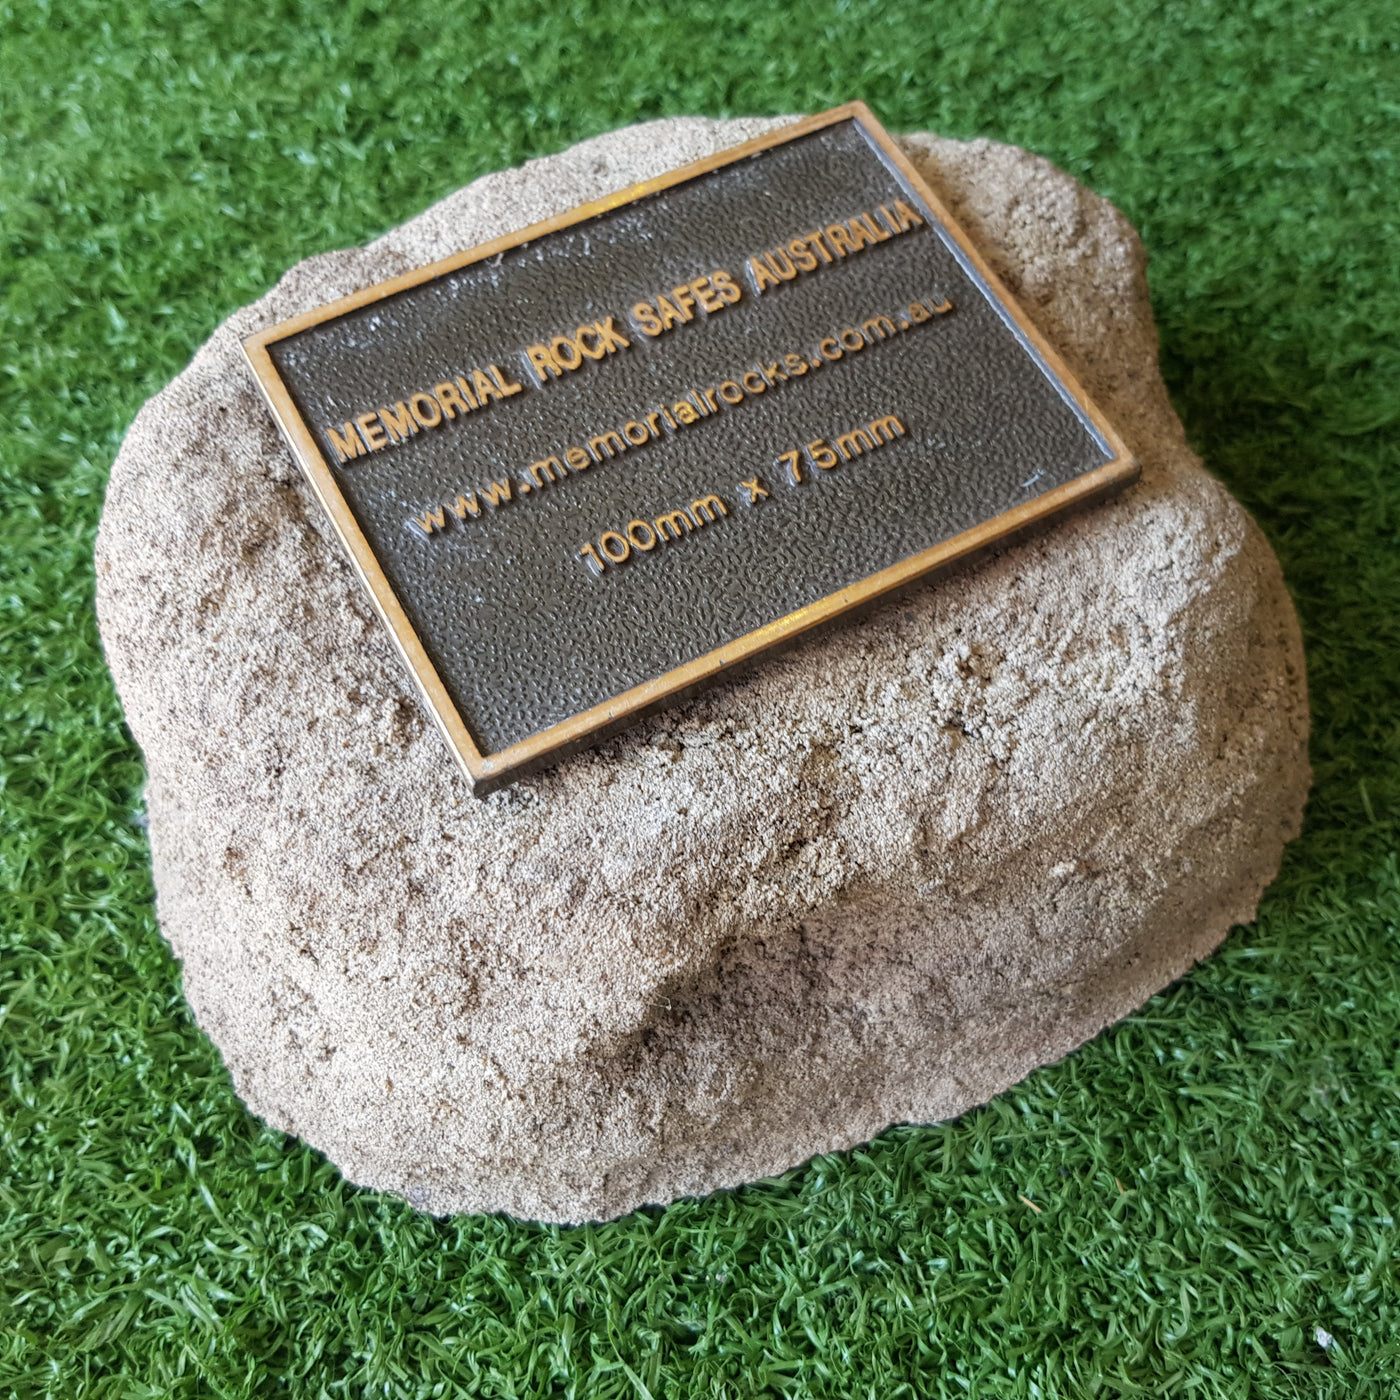 MEMORIAL ROCK SAFES AUSTRALIA
www.memorialrocks.com.au
100mm x 75mm